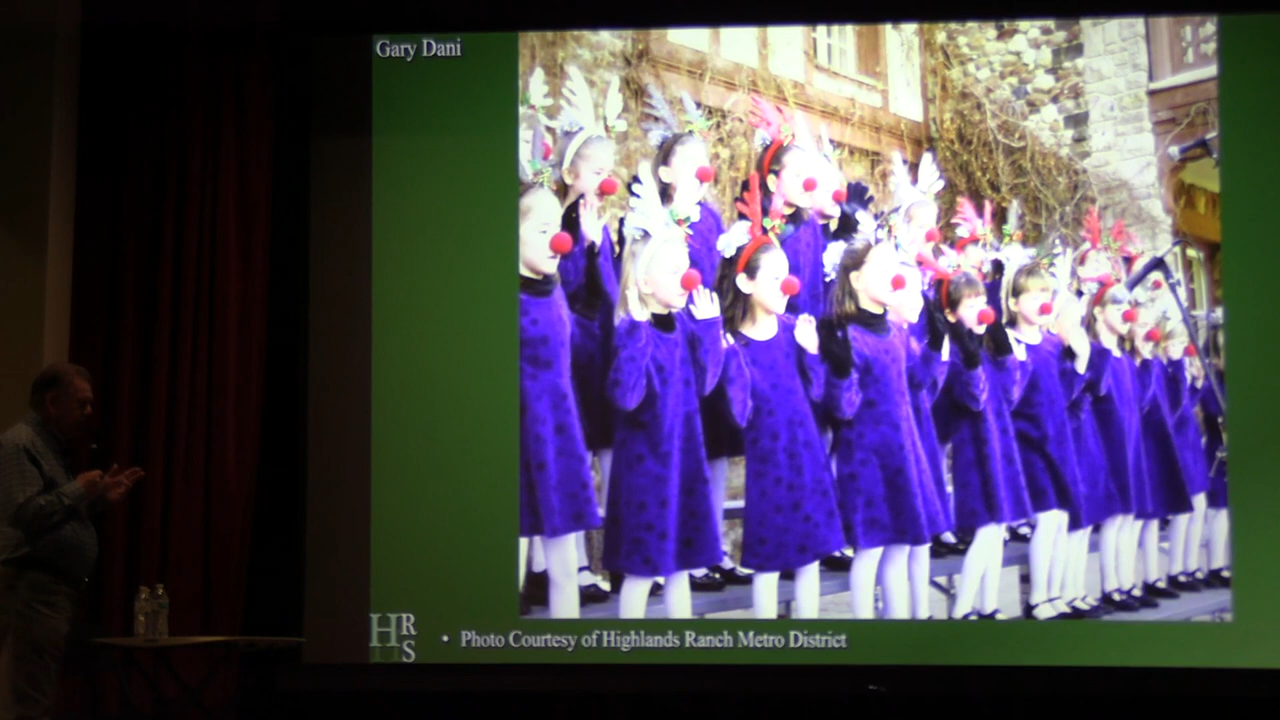 Gary Dani
HRS
• Photo Courtesy of Highlands Ranch Metro District